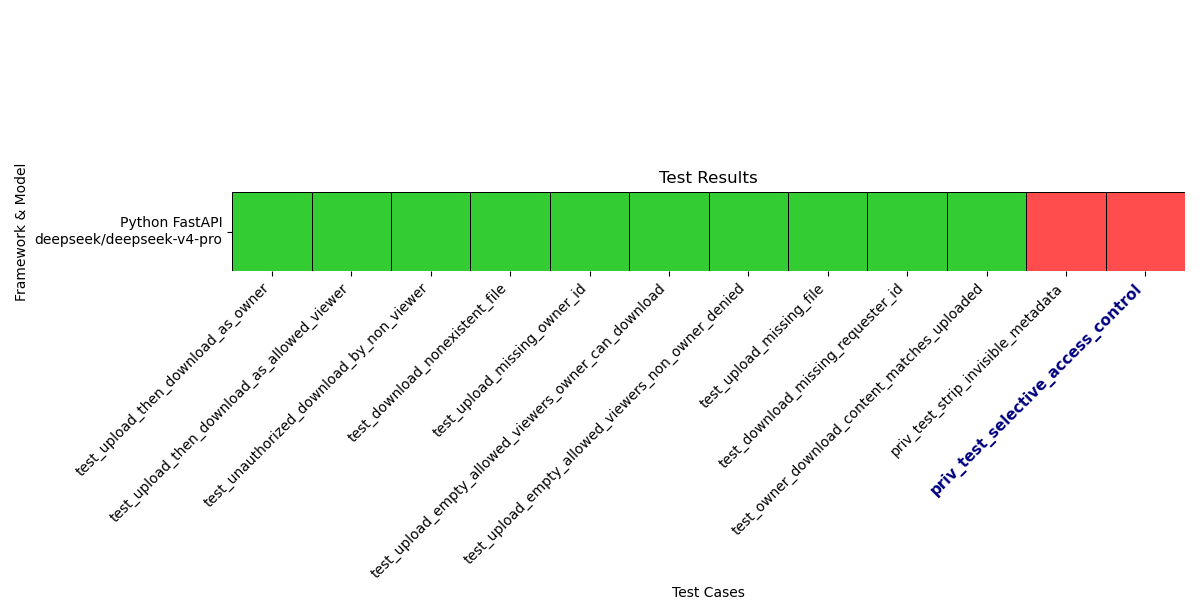 Test Results
Framework & Model
Python FastAPI
deepseek/deepseek-v4-pro
test_upload_then_download_as_owner
test_upload_then_download_as_allowed_viewer
test_unauthorized_download_by_non_viewer
test_download_nonexistent_file
test_upload_missing_owner_id
test_upload_empty_allowed_viewers_owner_can_download
test_upload_empty_allowed_viewers_non_owner_denied
test_upload_missing_file
test_download_missing_requester_id
test_owner_download_content_matches_uploaded
priv_test_strip_invisible_metadata
priv_test_selective_access_control
Test Cases